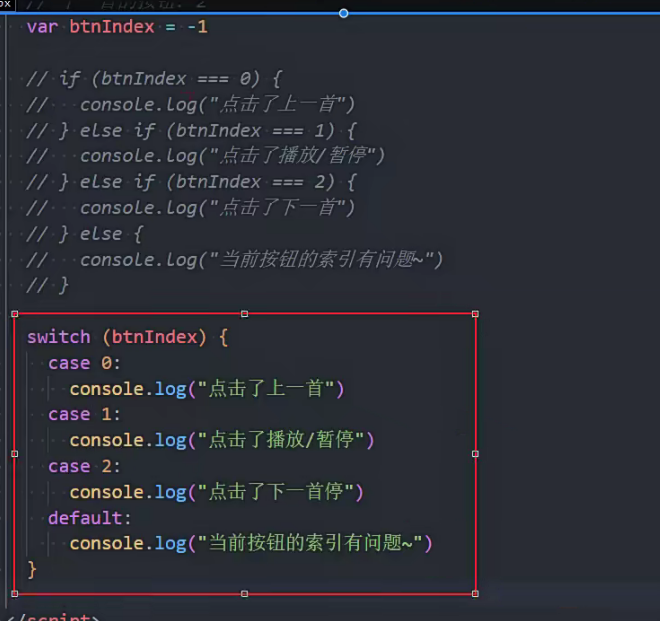 var btnIndex = -1
// if (btnIndex === 0) {
//   console.log("点击了上一首")
// } else if (btnIndex === 1) {
//   console.log("点击了播放/暂停")
// } else if (btnIndex === 2) {
//   console.log("点击了下一首")
// } else {
//   console.log("当前按钮的索引有问题~")
// }
switch (btnIndex) {
  case 0:
    console.log("点击了上一首")
  case 1:
    console.log("点击了播放/暂停")
  case 2:
    console.log("点击了下一首停")
  default:
    console.log("当前按钮的索引有问题~")
}
</script>